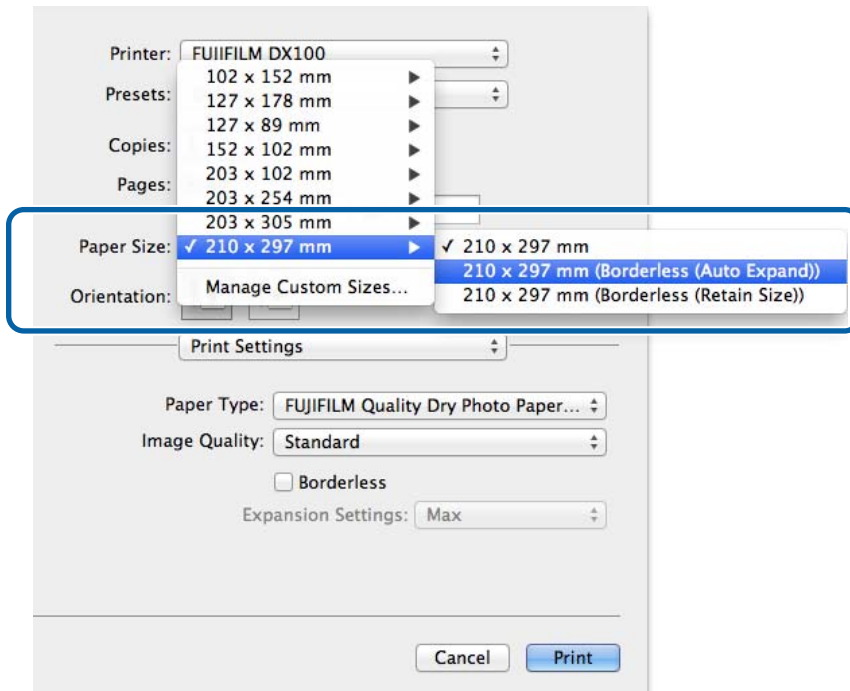 Printer: FUJIFILM DX100
102 x 152 mm
Presets: 127 x 178 mm
127 x 89 mm
Copies: 152 x 102 mm
203 x 102 mm
Pages: 203 x 254 mm
203 x 305 mm
Paper Size: ✓ 210 x 297 mm ✓ 210 x 297 mm
210 x 297 mm (Borderless (Auto Expand))
Orientation: Manage Custom Sizes... 210 x 297 mm (Borderless (Retain Size))
Print Settings
Paper Type: FUJIFILM Quality Dry Photo Paper...
Image Quality: Standard
Borderless
Expansion Settings: Max
Cancel Print